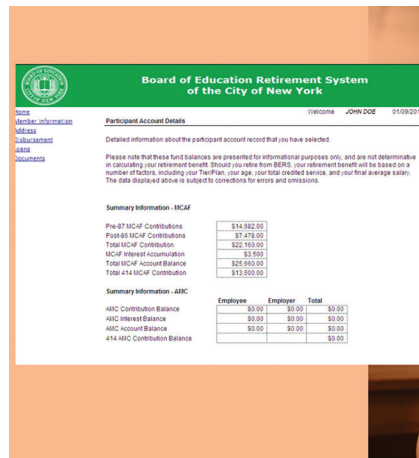 Board of Education Retirement System
of the City of New York
Welcome JOHN DOE 01/09/201
Home
Member Information
Address
Disbursement
Loans
Documents
Participant Account Details
Detailed information about the participant account record that you have selected.
Please note that these fund balances are presented for informational purposes only, and are not determinative
in calculating your retirement benefit. Should you retire from BERS, your retirement benefit will be based on a
number of factors, including your Tier/Plan, your age, your total credited service, and your final average salary.
The data displayed above is subject to corrections for errors and omissions.
Summary Information - MCAF
Pre-87 MCAF Contributions $14,682.00
Post-86 MCAF Contributions $7,478.00
Total MCAF Contribution $22,160.00
MCAF Interest Accumulation $3,500
Total MCAF Account Balance $25,660.00
Total 414 MCAF Contribution $13,500.00
Summary Information - AMC
Employee Employer Total
AMC Contribution Balance $0.00 $0.00 $0.00
AMC Interest Balance $0.00 $0.00 $0.00
AMC Account Balance $0.00 $0.00 $0.00
414 AMC Contribution Balance $0.00